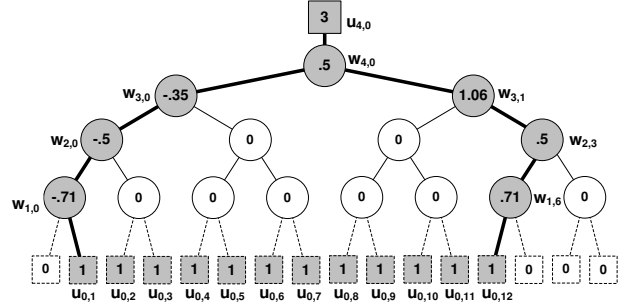 3
u4,0
.5 w4,0
w3,0 -.35 1.06 w3,1
w2,0 -.5 0 0 .5 w2,3
w1,0 -.71 0 0 0 0 0 .71 w1,6 0
0 1 1 1 1 1 1 1 1 1 1 1 1 0 0 0
u0,1 u0,2 u0,3 u0,4 u0,5 u0,6 u0,7 u0,8 u0,9 u0,10 u0,11 u0,12